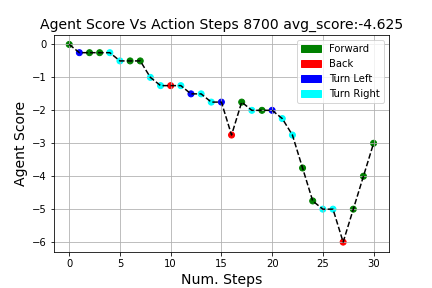 Agent Score Vs Action Steps 8700 avg_score:-4.625
0
−1
−2
−3
−4
−5
−6
Agent Score
Forward
Back
Turn Left
Turn Right
0 5 10 15 20 25 30
Num. Steps